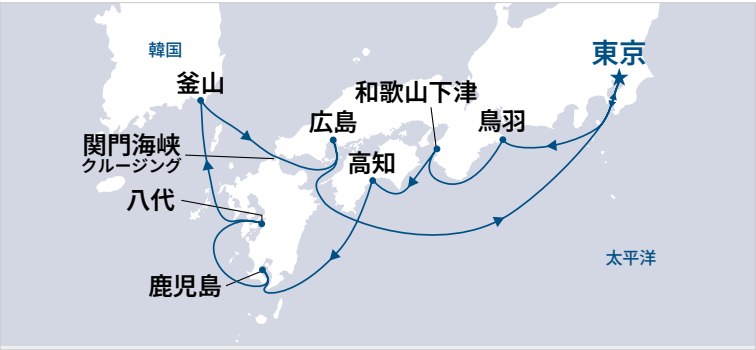 韓国
東京
釜山
和歌山下津
広島
鳥羽
関門海峡
クルージング
高知
八代
太平洋
鹿児島